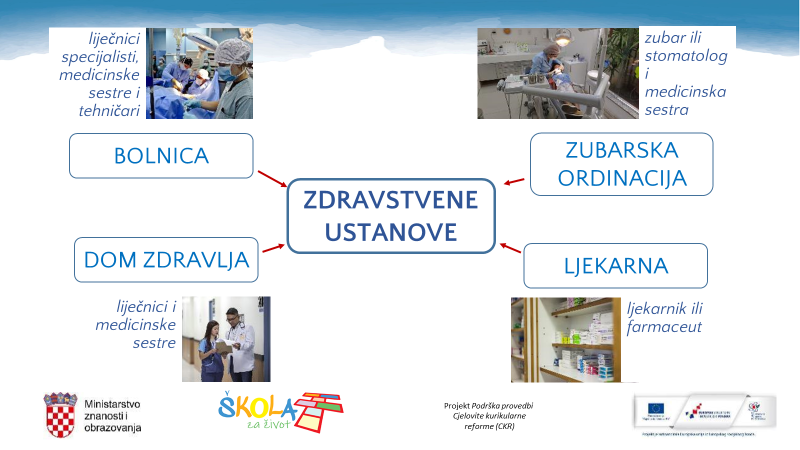 liječnici
specijalisti,
medicinske
sestre i
tehničari
zubar ili
stomatolog
i
medicinska
sestra
BOLNICA
ZUBARSKA
ORDINACIJA
ZDRAVSTVENE
USTANOVE
DOM ZDRAVLJA
LJEKARNA
liječnici i
medicinske
sestre
ljekarnik ili
farmaceut
Ministarstvo
znanosti i
obrazovanja
ŠKOLA
za život
Projekt Podrška provedbi
Cjelovite kurikularne
reforme (CKR)